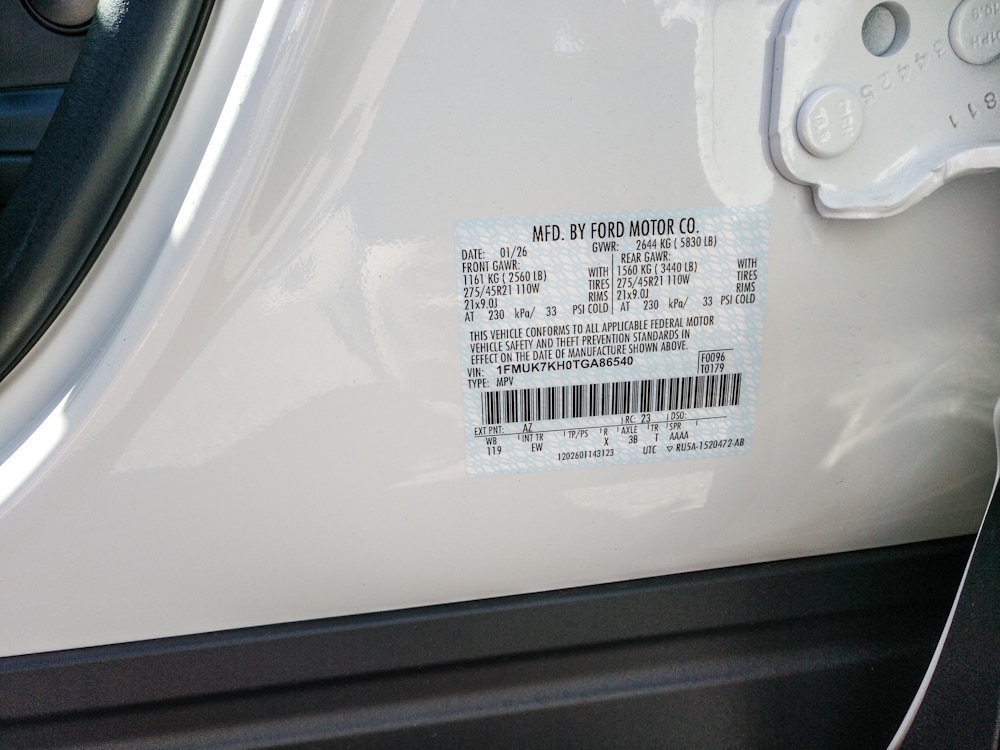 MFD. BY FORD MOTOR CO.
DATE: 01/26 GVWR: 2644 KG ( 5830 LB)
FRONT GAWR: REAR GAWR:
1161 KG ( 2560 LB) WITH 1560 KG ( 3440 LB) WITH
275/45R21 110W TIRES 275/45R21 110W TIRES
21x9.0J RIMS 21x9.0J RIMS
AT 230 kPa/ 33 PSI COLD AT 230 kPa/ 33 PSI COLD
THIS VEHICLE CONFORMS TO ALL APPLICABLE FEDERAL MOTOR
VEHICLE SAFETY AND THEFT PREVENTION STANDARDS IN
EFFECT ON THE DATE OF MANUFACTURE SHOWN ABOVE.
VIN: 1FMUK7KH0TGA86540 F0096
TYPE: MPV T0179
EXT PNT: AZ RC: 23 DSO:
WB INT TR TP/PS R AXLE TR SPR
119 EW X 3B T AAAA
1202601143123 UTC ▽ RU5A-1520472-AB
34425
811
10.9